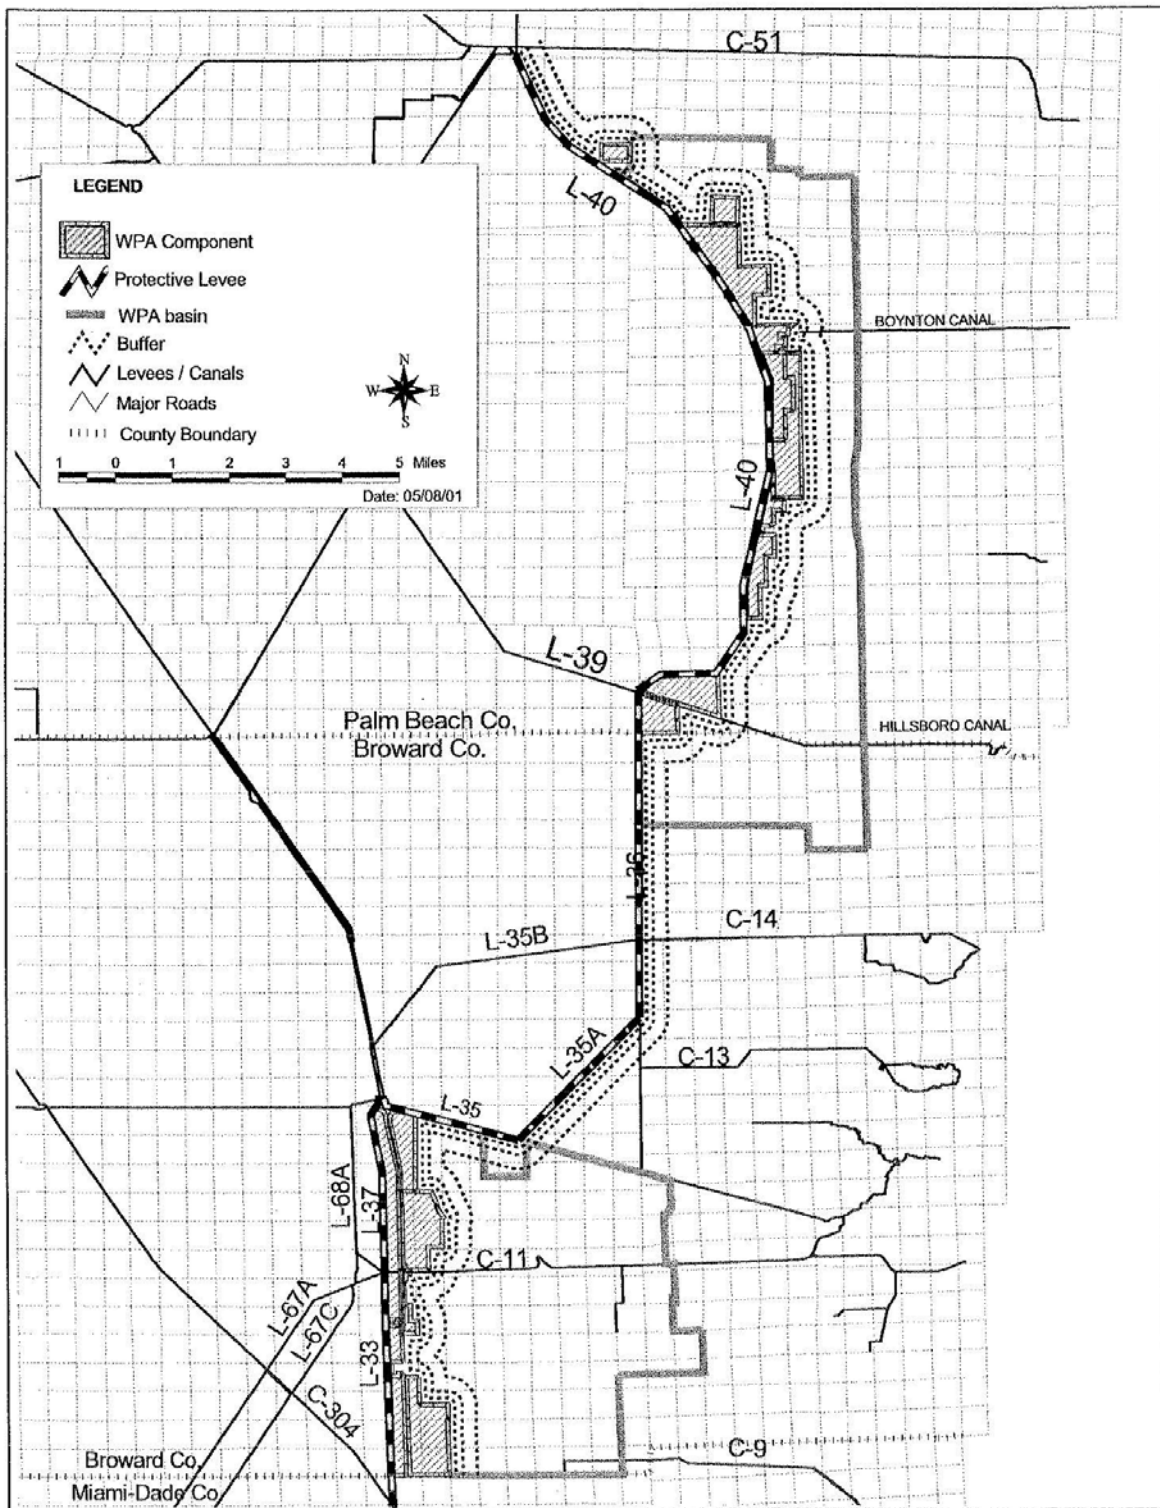 C-51
LEGEND
WPA Component
Protective Levee
WPA basin
Buffer
Levees / Canals
Major Roads
County Boundary
N
W E
S
1 0 1 2 3 4 5 Miles
Date: 05/08/01
L-40
BOYNTON CANAL
L-40
L-39
Palm Beach Co.
Broward Co.
HILLSBORO CANAL
L-36
C-14
L-35B
L-35A
C-13
L-35
L-68A
L-37
C-11
L-67A
L-67C
L-33
C-304
C-9
Broward Co.
Miami-Dade Co.